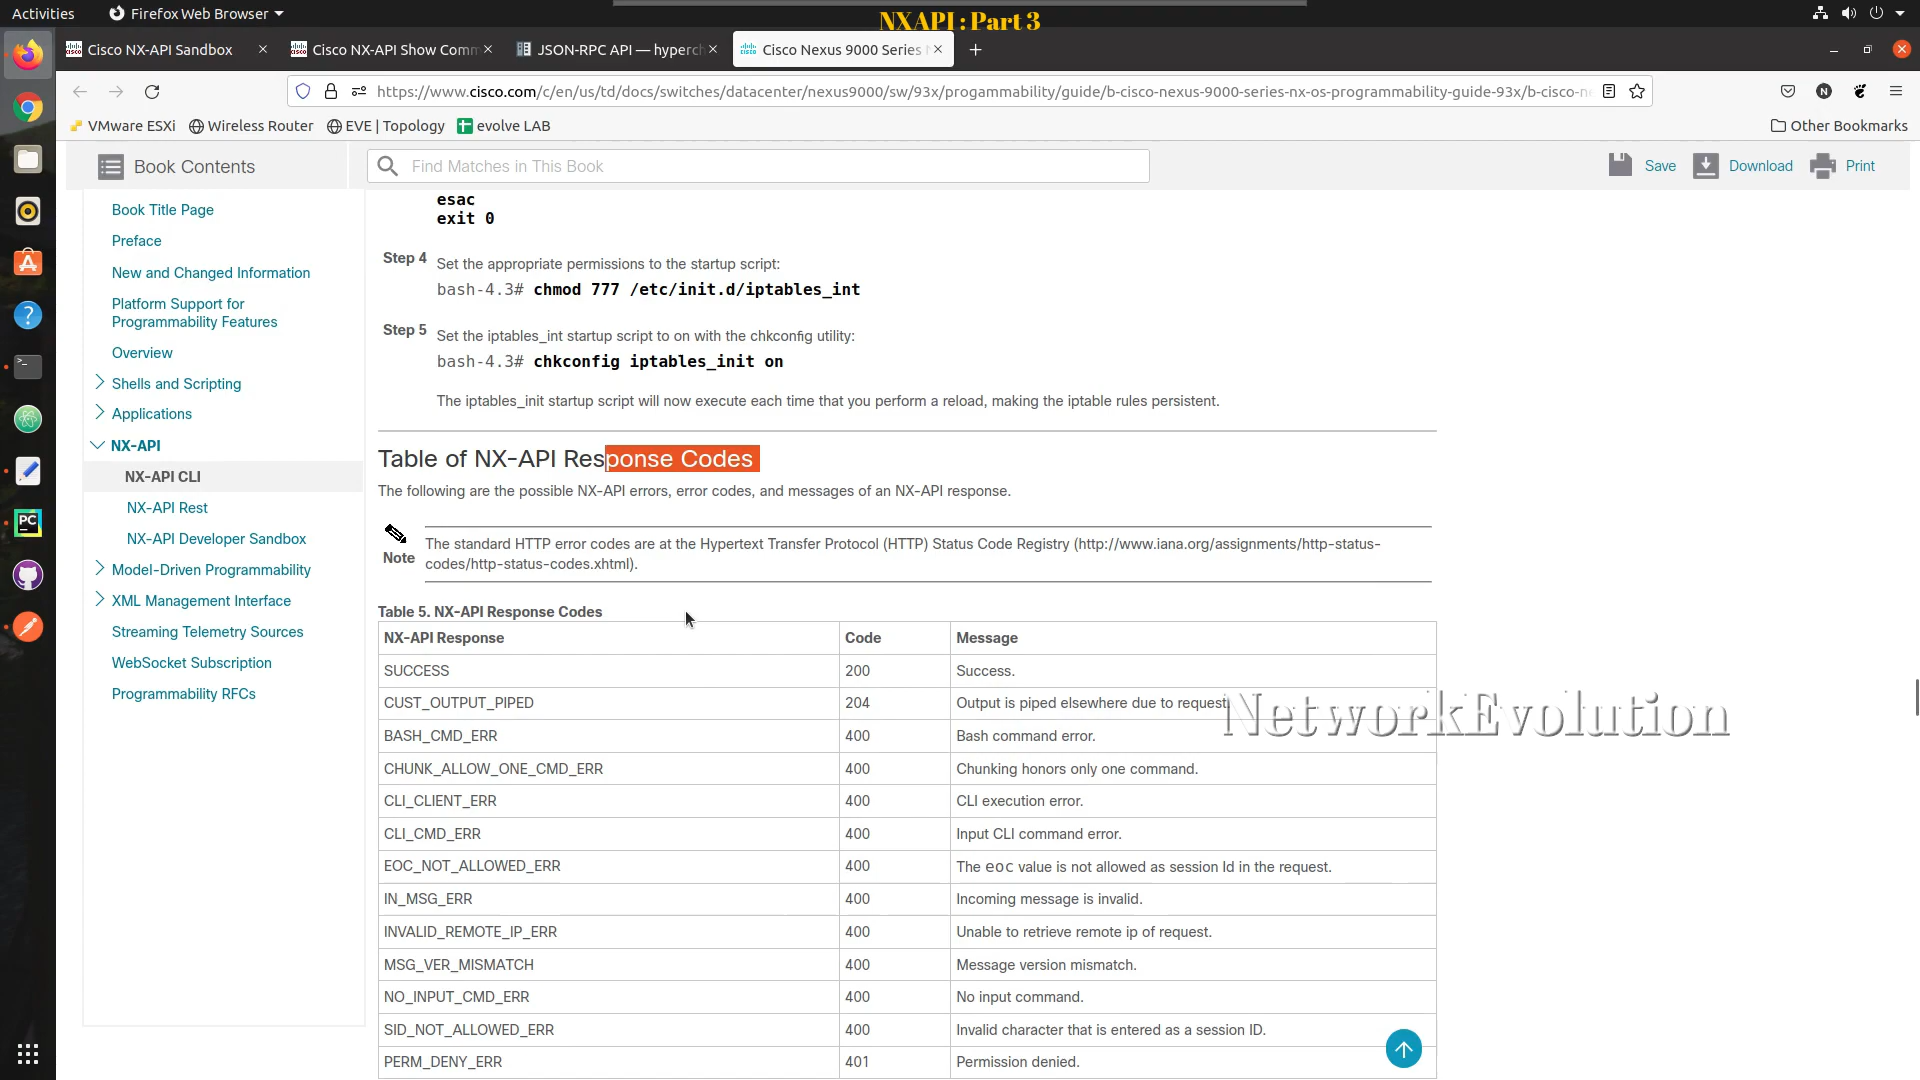 Activities
Firefox Web Browser
NXAPI : Part 3
Cisco NX-API Sandbox
Cisco NX-API Show Com
JSON-RPC API — hyperch
Cisco Nexus 9000 Series
https://www.cisco.com/c/en/us/td/docs/switches/datacenter/nexus9000/sw/93x/progammability/guide/b-cisco-nexus-9000-series-nx-os-programmability-guide-93x/b-cisco-ne
VMware ESXi
Wireless Router
EVE | Topology
evolve LAB
Other Bookmarks
Book Contents
Find Matches in This Book
Save
Download
Print
Book Title Page
Preface
New and Changed Information
Platform Support for
Programmability Features
Overview
Shells and Scripting
Applications
NX-API
NX-API CLI
NX-API Rest
NX-API Developer Sandbox
Model-Driven Programmability
XML Management Interface
Streaming Telemetry Sources
WebSocket Subscription
Programmability RFCs
esac
exit 0
Step 4
Set the appropriate permissions to the startup script:
bash-4.3# chmod 777 /etc/init.d/iptables_int
Step 5
Set the iptables_int startup script to on with the chkconfig utility:
bash-4.3# chkconfig iptables_init on
The iptables_init startup script will now execute each time that you perform a reload, making the iptable rules persistent.
Table of NX-API Response Codes
The following are the possible NX-API errors, error codes, and messages of an NX-API response.
Note
The standard HTTP error codes are at the Hypertext Transfer Protocol (HTTP) Status Code Registry (http://www.iana.org/assignments/http-status-
codes/http-status-codes.xhtml).
Table 5. NX-API Response Codes
NX-API Response Code Message
SUCCESS 200 Success.
CUST_OUTPUT_PIPED 204 Output is piped elsewhere due to request.
BASH_CMD_ERR 400 Bash command error.
CHUNK_ALLOW_ONE_CMD_ERR 400 Chunking honors only one command.
CLI_CLIENT_ERR 400 CLI execution error.
CLI_CMD_ERR 400 Input CLI command error.
EOC_NOT_ALLOWED_ERR 400 The eoc value is not allowed as session Id in the request.
IN_MSG_ERR 400 Incoming message is invalid.
INVALID_REMOTE_IP_ERR 400 Unable to retrieve remote ip of request.
MSG_VER_MISMATCH 400 Message version mismatch.
NO_INPUT_CMD_ERR 400 No input command.
SID_NOT_ALLOWED_ERR 400 Invalid character that is entered as a session ID.
PERM_DENY_ERR 401 Permission denied.
NetworkEvolution